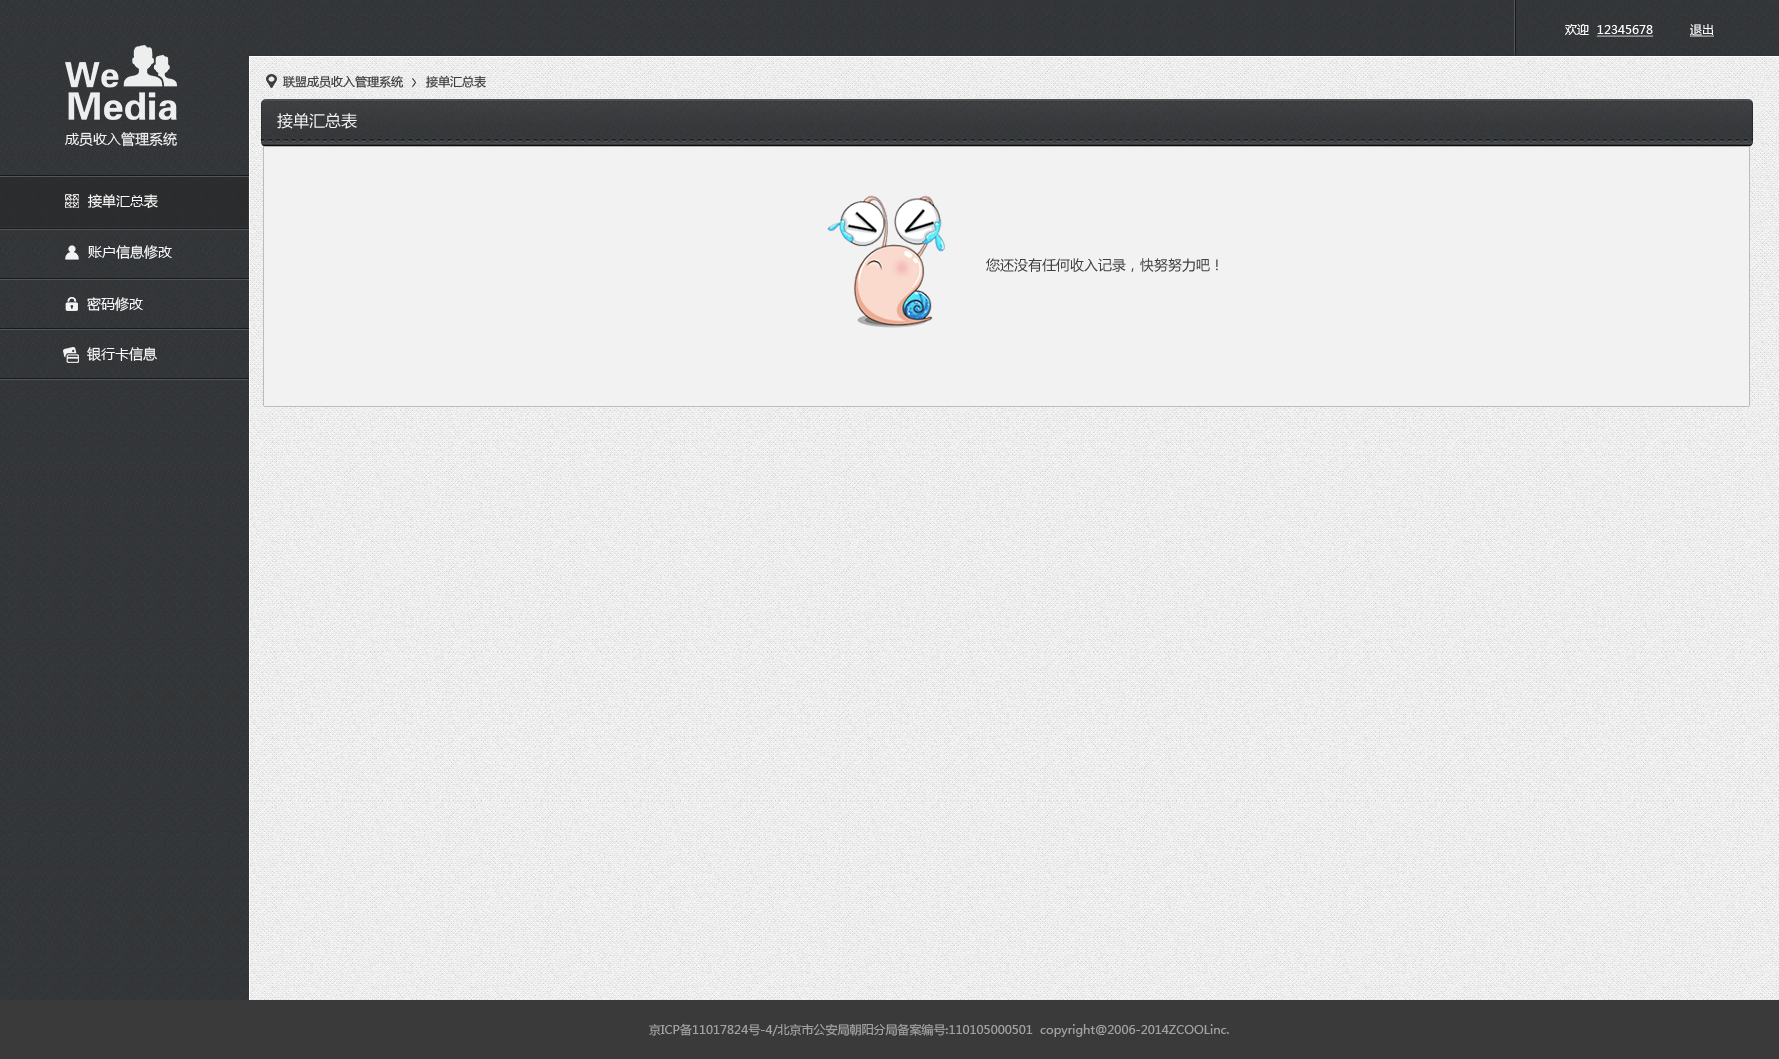 欢迎 12345678 退出
We
Media
成员收入管理系统
联盟成员收入管理系统 > 接单汇总表
接单汇总表
接单汇总表
账户信息修改
密码修改
银行卡信息
您还没有任何收入记录，快努努力吧！
京ICP备11017824号-4/北京市公安局朝阳分局备案编号:110105000501 copyright@2006-2014ZCOOLinc.